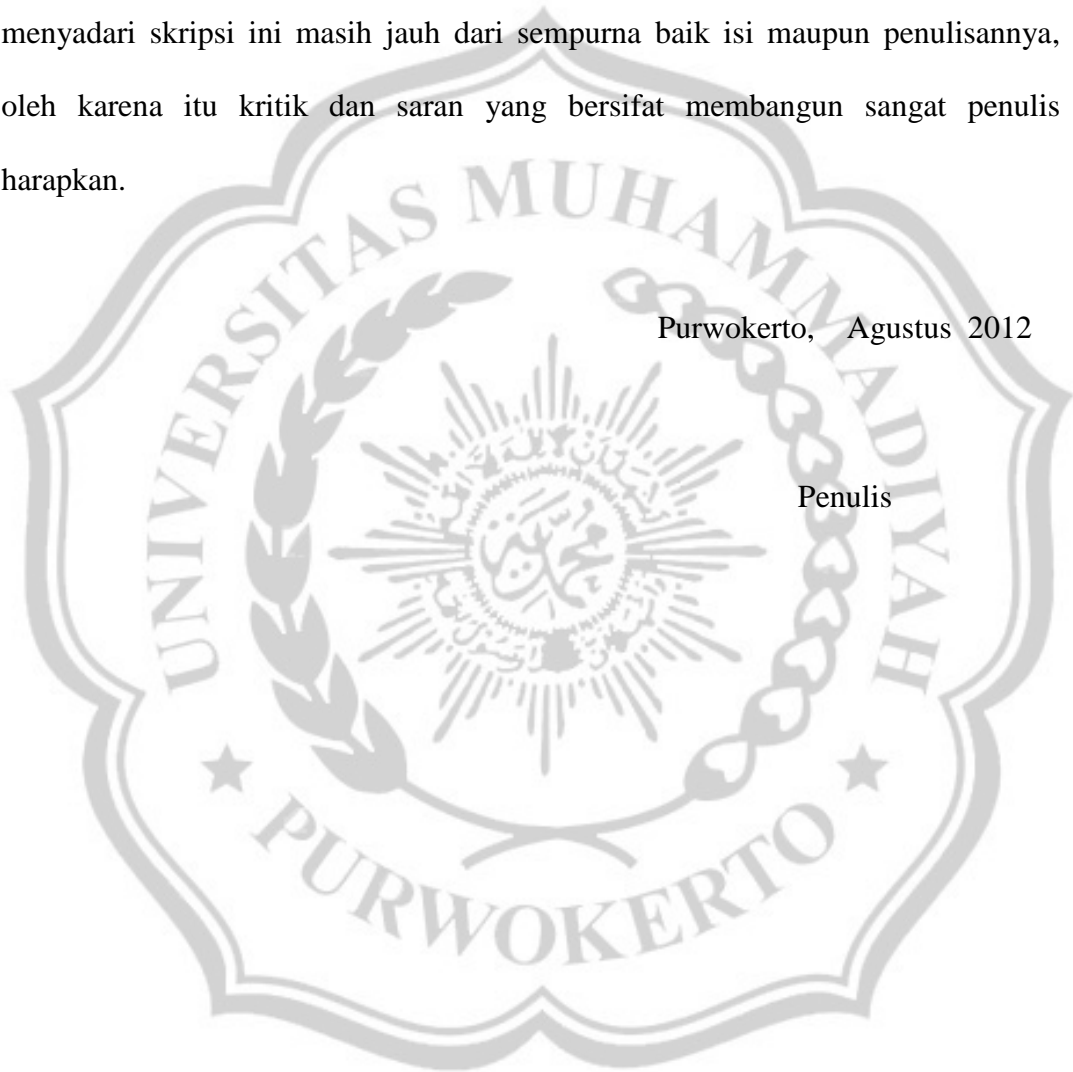 menyadari skripsi ini masih jauh dari sempurna baik isi maupun penulisannya,
oleh karena itu kritik dan saran yang bersifat membangun sangat penulis
harapkan.
Purwokerto, Agustus 2012
Penulis
UNIVERSITAS MUHAMMADIYAH
PURWOKERTO